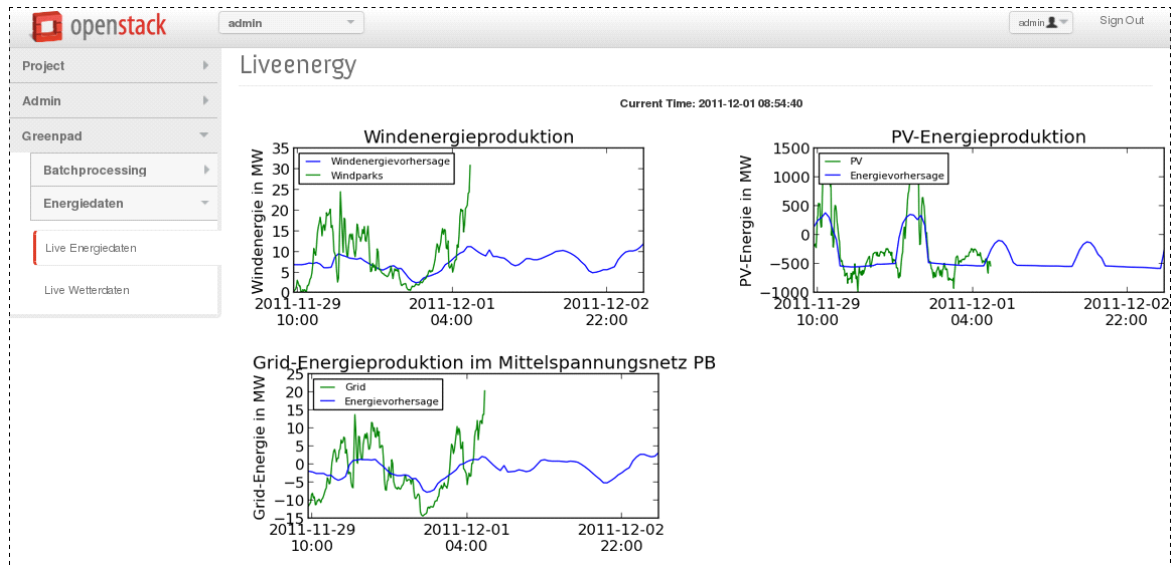 openstack
admin
admin
Sign Out
Project
Admin
Greenpad
Batchprocessing
Energiedaten
Live Energiedaten
Live Wetterdaten
Liveenergy
Current Time: 2011-12-01 08:54:40
Windenergieproduktion
Windenergie in MW
35
30
25
20
15
10
5
0
Windenergievorhersage
Windparks
2011-11-29
10:00
2011-12-01
04:00
2011-12-02
22:00
PV-Energieproduktion
PV-Energie in MW
1500
1000
500
0
−500
−1000
PV
Energievorhersage
2011-11-29
10:00
2011-12-01
04:00
2011-12-02
22:00
Grid-Energieproduktion im Mittelspannungsnetz PB
Grid-Energie in MW
25
20
15
10
5
0
−5
−10
−15
Grid
Energievorhersage
2011-11-29
10:00
2011-12-01
04:00
2011-12-02
22:00